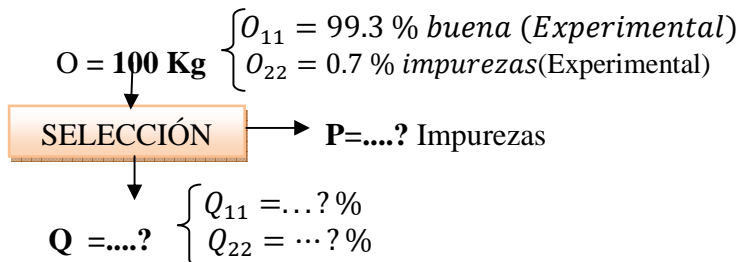 O = 100 Kg { O₁₁ = 99.3 % buena (Experimental)
O₂₂ = 0.7 % impurezas(Experimental)
SELECCIÓN P=....? Impurezas
Q =....? { Q₁₁ =...? %
Q₂₂ = ⋯ ? %